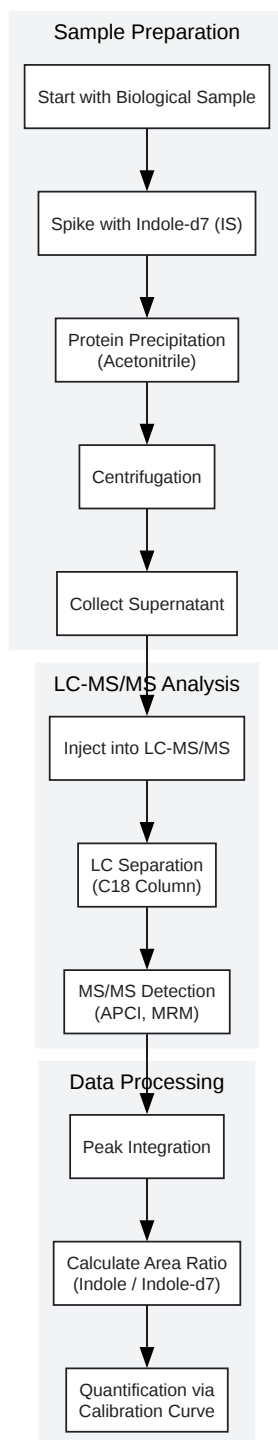 Sample Preparation
Start with Biological Sample
Spike with Indole-d7 (IS)
Protein Precipitation
(Acetonitrile)
Centrifugation
Collect Supernatant
LC-MS/MS Analysis
Inject into LC-MS/MS
LC Separation
(C18 Column)
MS/MS Detection
(APCI, MRM)
Data Processing
Peak Integration
Calculate Area Ratio
(Indole / Indole-d7)
Quantification via
Calibration Curve